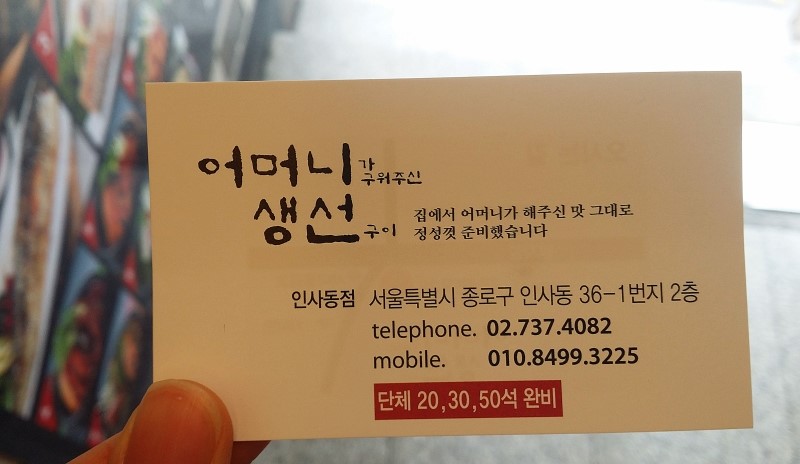 어머니가 구워주신
생선구이
집에서 어머니가 해주신 맛 그대로
정성껏 준비했습니다
인사동점 서울특별시 종로구 인사동 36-1번지 2층
telephone. 02.737.4082
mobile. 010.8499.3225
단체 20,30,50석 완비